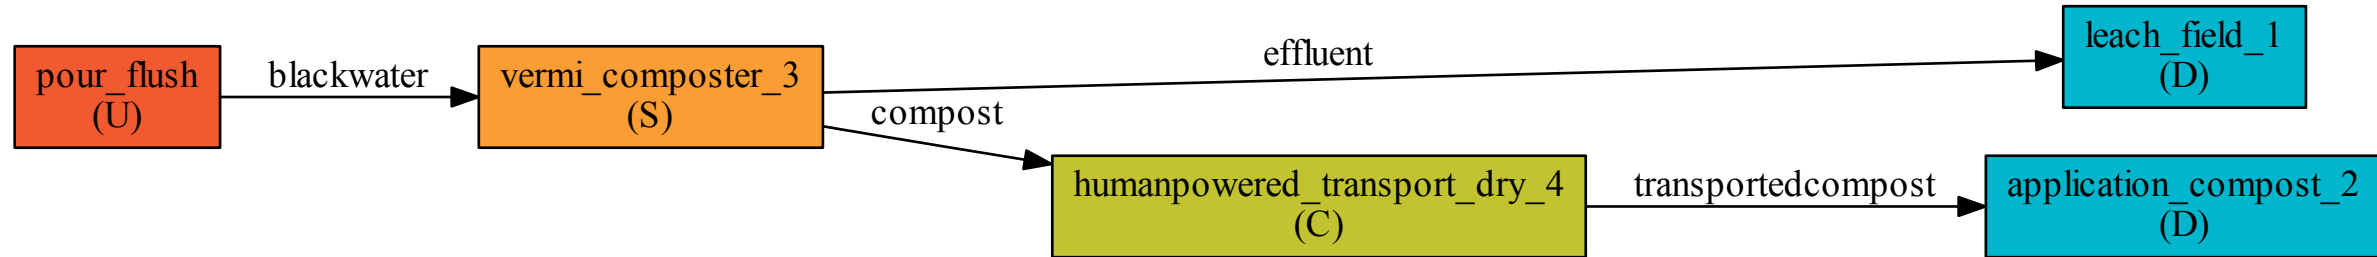 pour_flush
(U)
blackwater
vermi_composter_3
(S)
effluent
leach_field_1
(D)
compost
humanpowered_transport_dry_4
(C)
transportedcompost
application_compost_2
(D)